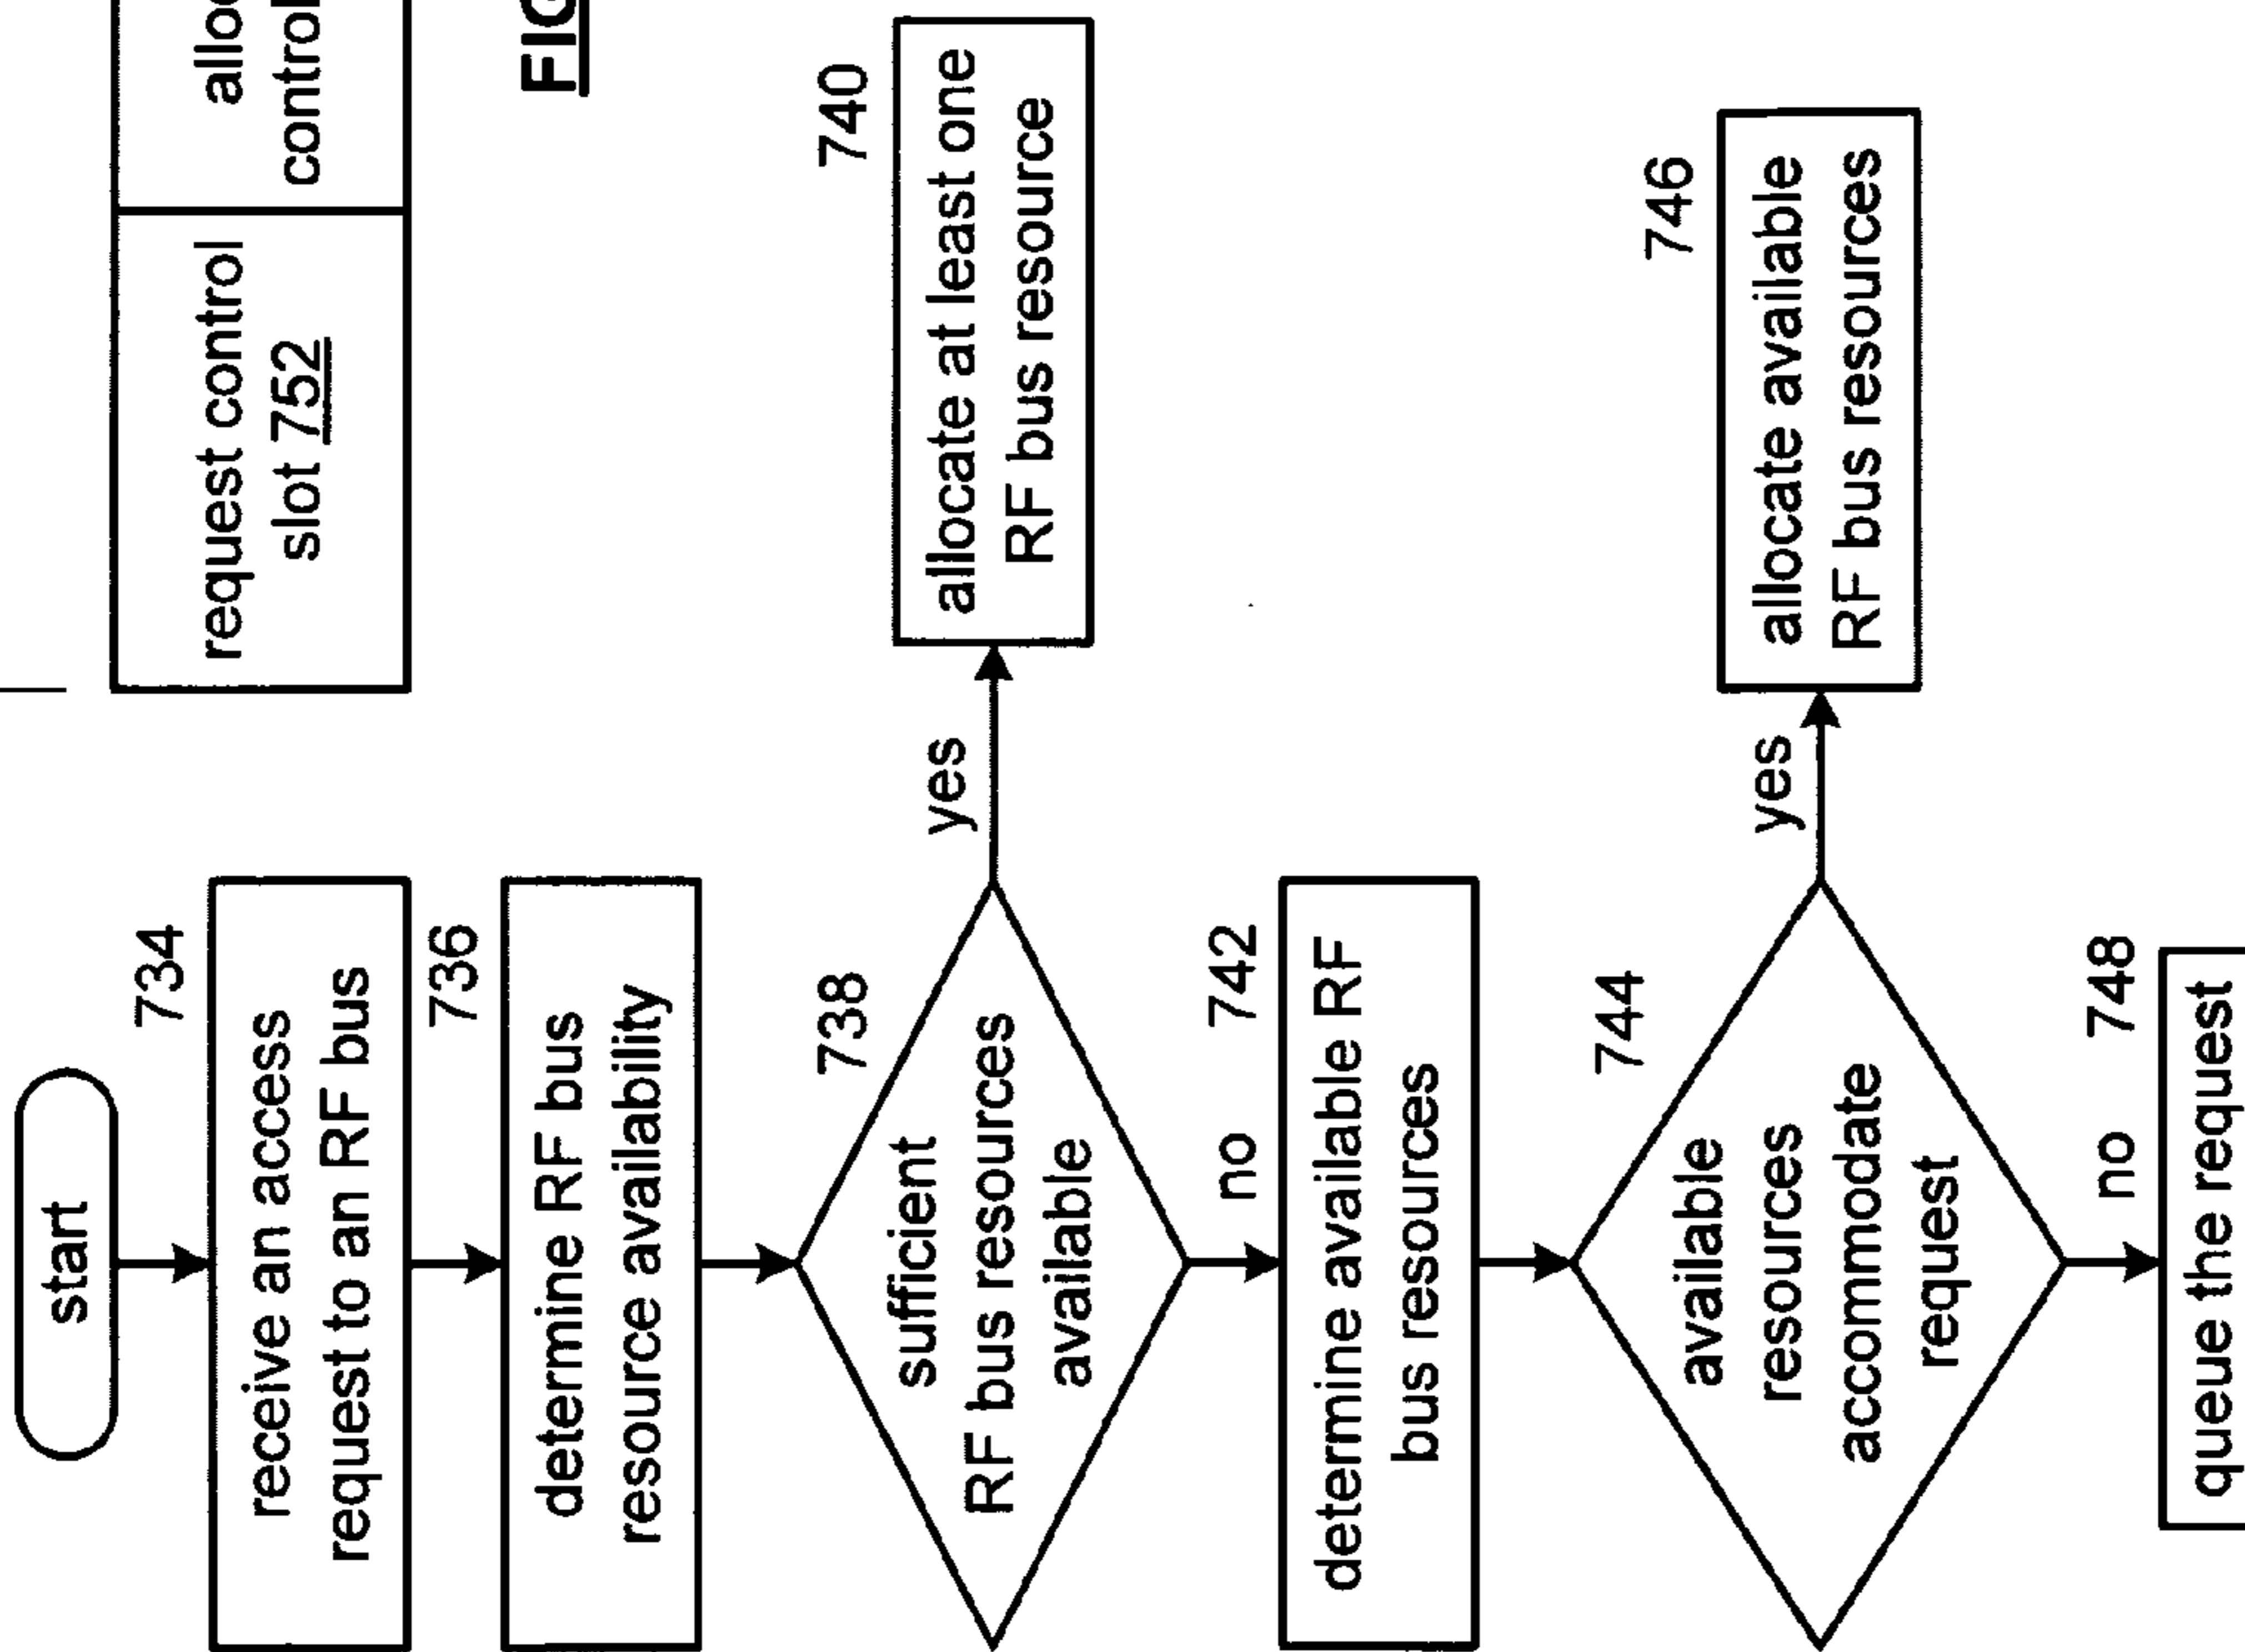 start
734
receive an access
request to an RF bus
736
determine RF bus
resource availability
738
sufficient
RF bus resources
available
yes
740
allocate at least one
RF bus resource
no
742
determine available RF
bus resources
744
available
resources
accommodate
request
yes
746
allocate available
RF bus resources
no
748
queue the request
request control
slot 752
control